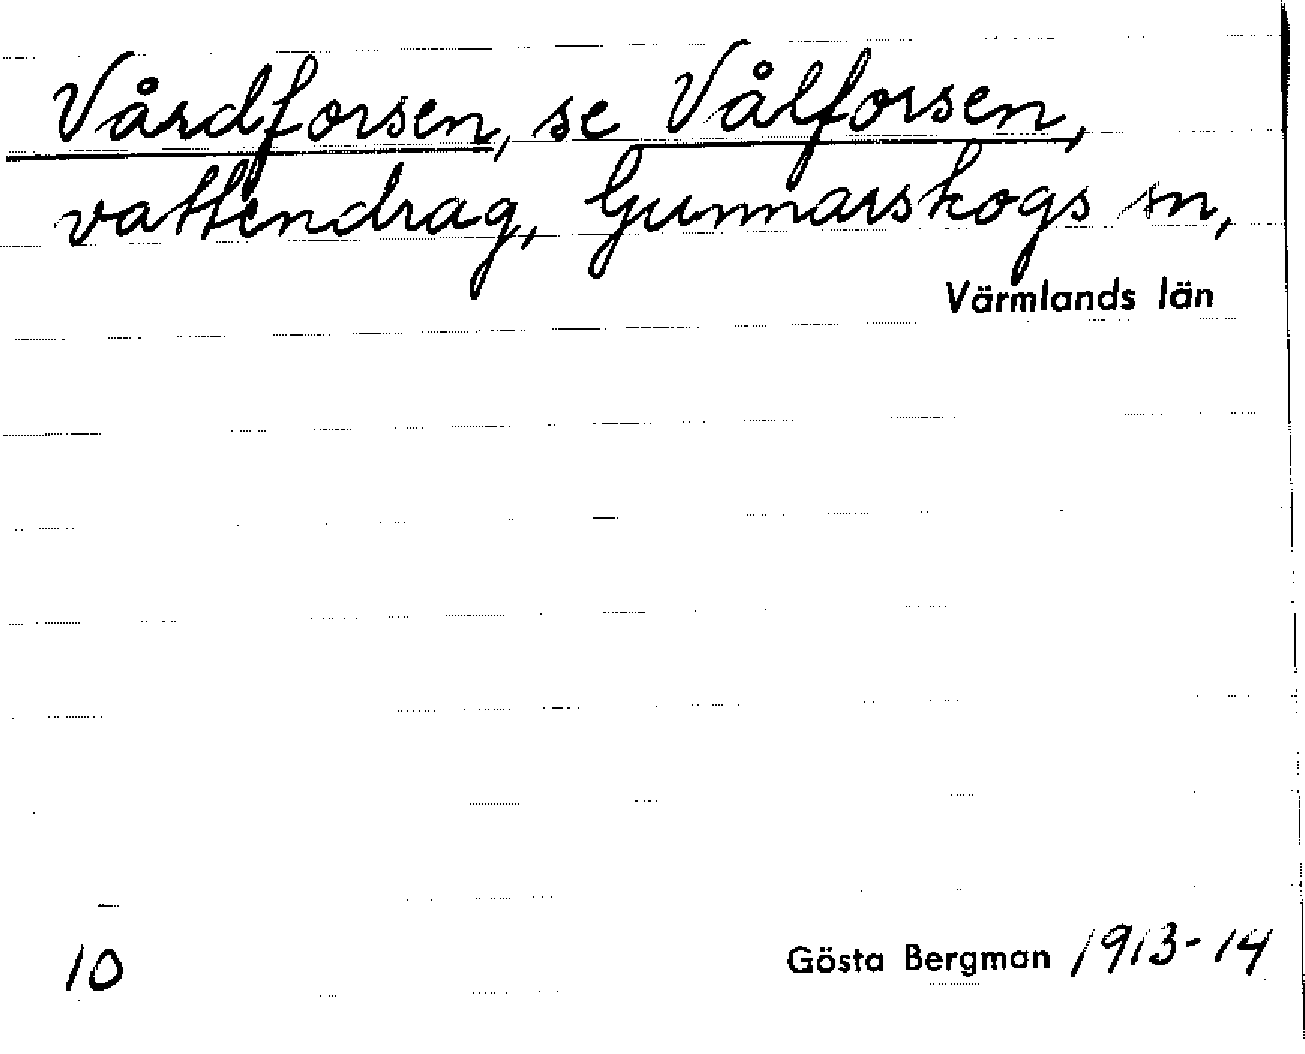 Vårdforsen, se Vålforsen,
vattendrag, Gunnarskogs sn,
Värmlands län
10
Gösta Bergman 1913-14